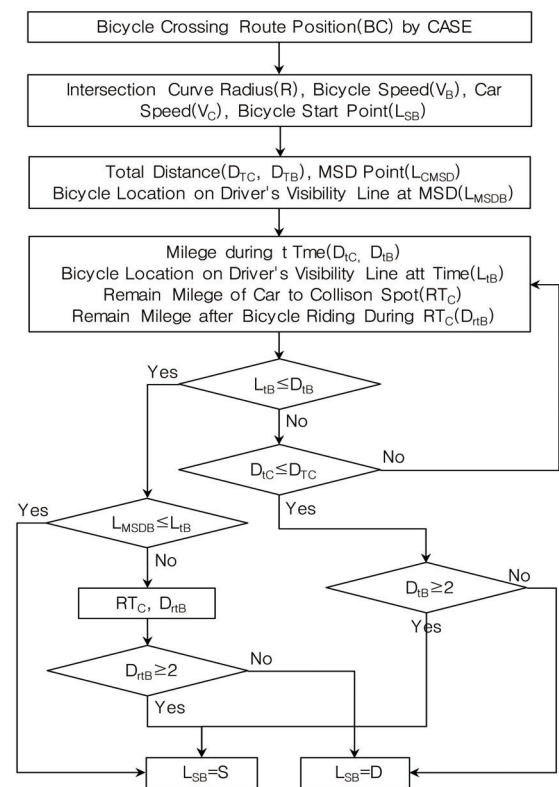 Bicycle Crossing Route Position(BC) by CASE
Intersection Curve Radius(R), Bicycle Speed(V_B), Car
Speed(V_C), Bicycle Start Point(L_SB)
Total Distance(D_TC, D_TB), MSD Point(L_CMSD)
Bicycle Location on Driver's Visibility Line at MSD(L_MSDB)
Milege during t Tme(D_tC, D_tB)
Bicycle Location on Driver's Visibility Line att Time(L_tB)
Remain Milege of Car to Collison Spot(RT_C)
Remain Milege after Bicycle Riding During RT_C(D_rtB)
Yes
L_tB≤D_tB
No
D_tC≤D_TC
No
Yes
Yes
L_MSDB≤L_tB
No
D_tB≥2
No
Yes
RT_C, D_rtB
D_rtB≥2
No
Yes
L_SB=S
L_SB=D